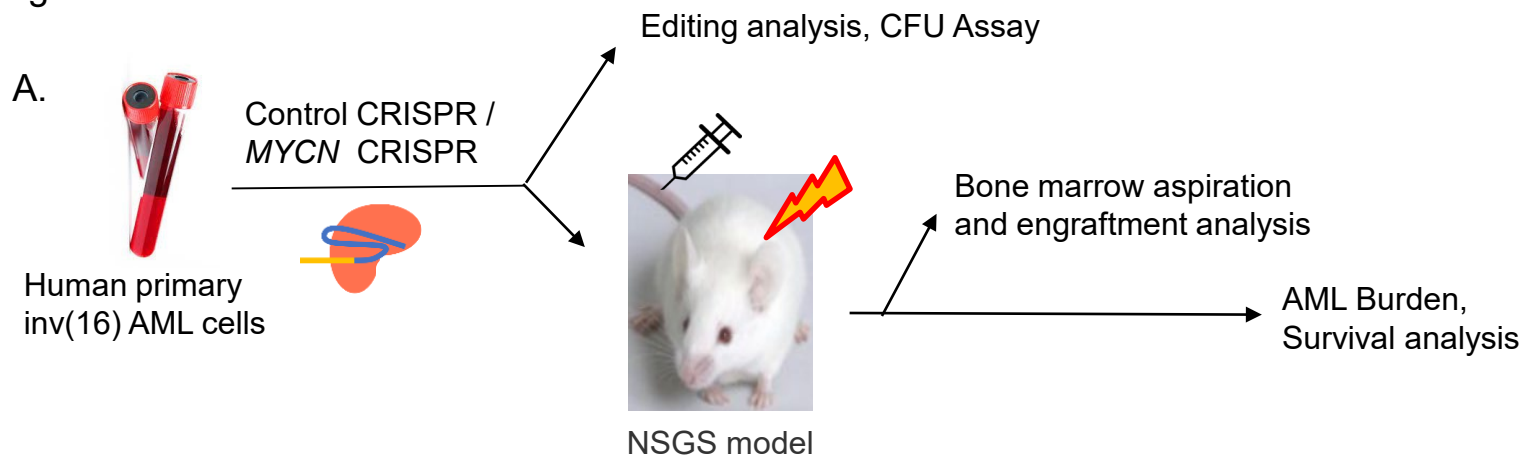 Editing analysis, CFU Assay
A.
Control CRISPR /
MYCN CRISPR
Human primary
inv(16) AML cells
Bone marrow aspiration
and engraftment analysis
AML Burden,
Survival analysis
NSGS model